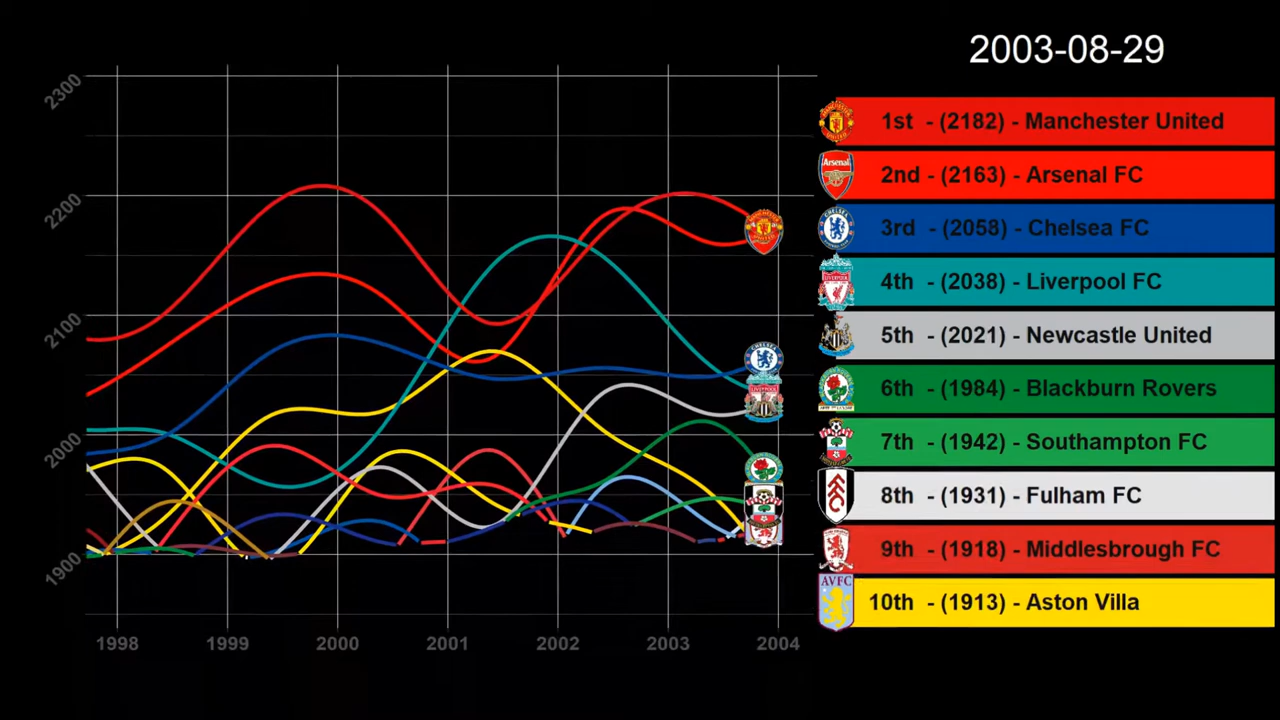 2003-08-29
1st - (2182) - Manchester United
2nd - (2163) - Arsenal FC
3rd - (2058) - Chelsea FC
4th - (2038) - Liverpool FC
5th - (2021) - Newcastle United
6th - (1984) - Blackburn Rovers
7th - (1942) - Southampton FC
8th - (1931) - Fulham FC
9th - (1918) - Middlesbrough FC
10th - (1913) - Aston Villa
Arsenal
AVFC
2300
2200
2100
2000
1900
1998
1999
2000
2001
2002
2003
2004